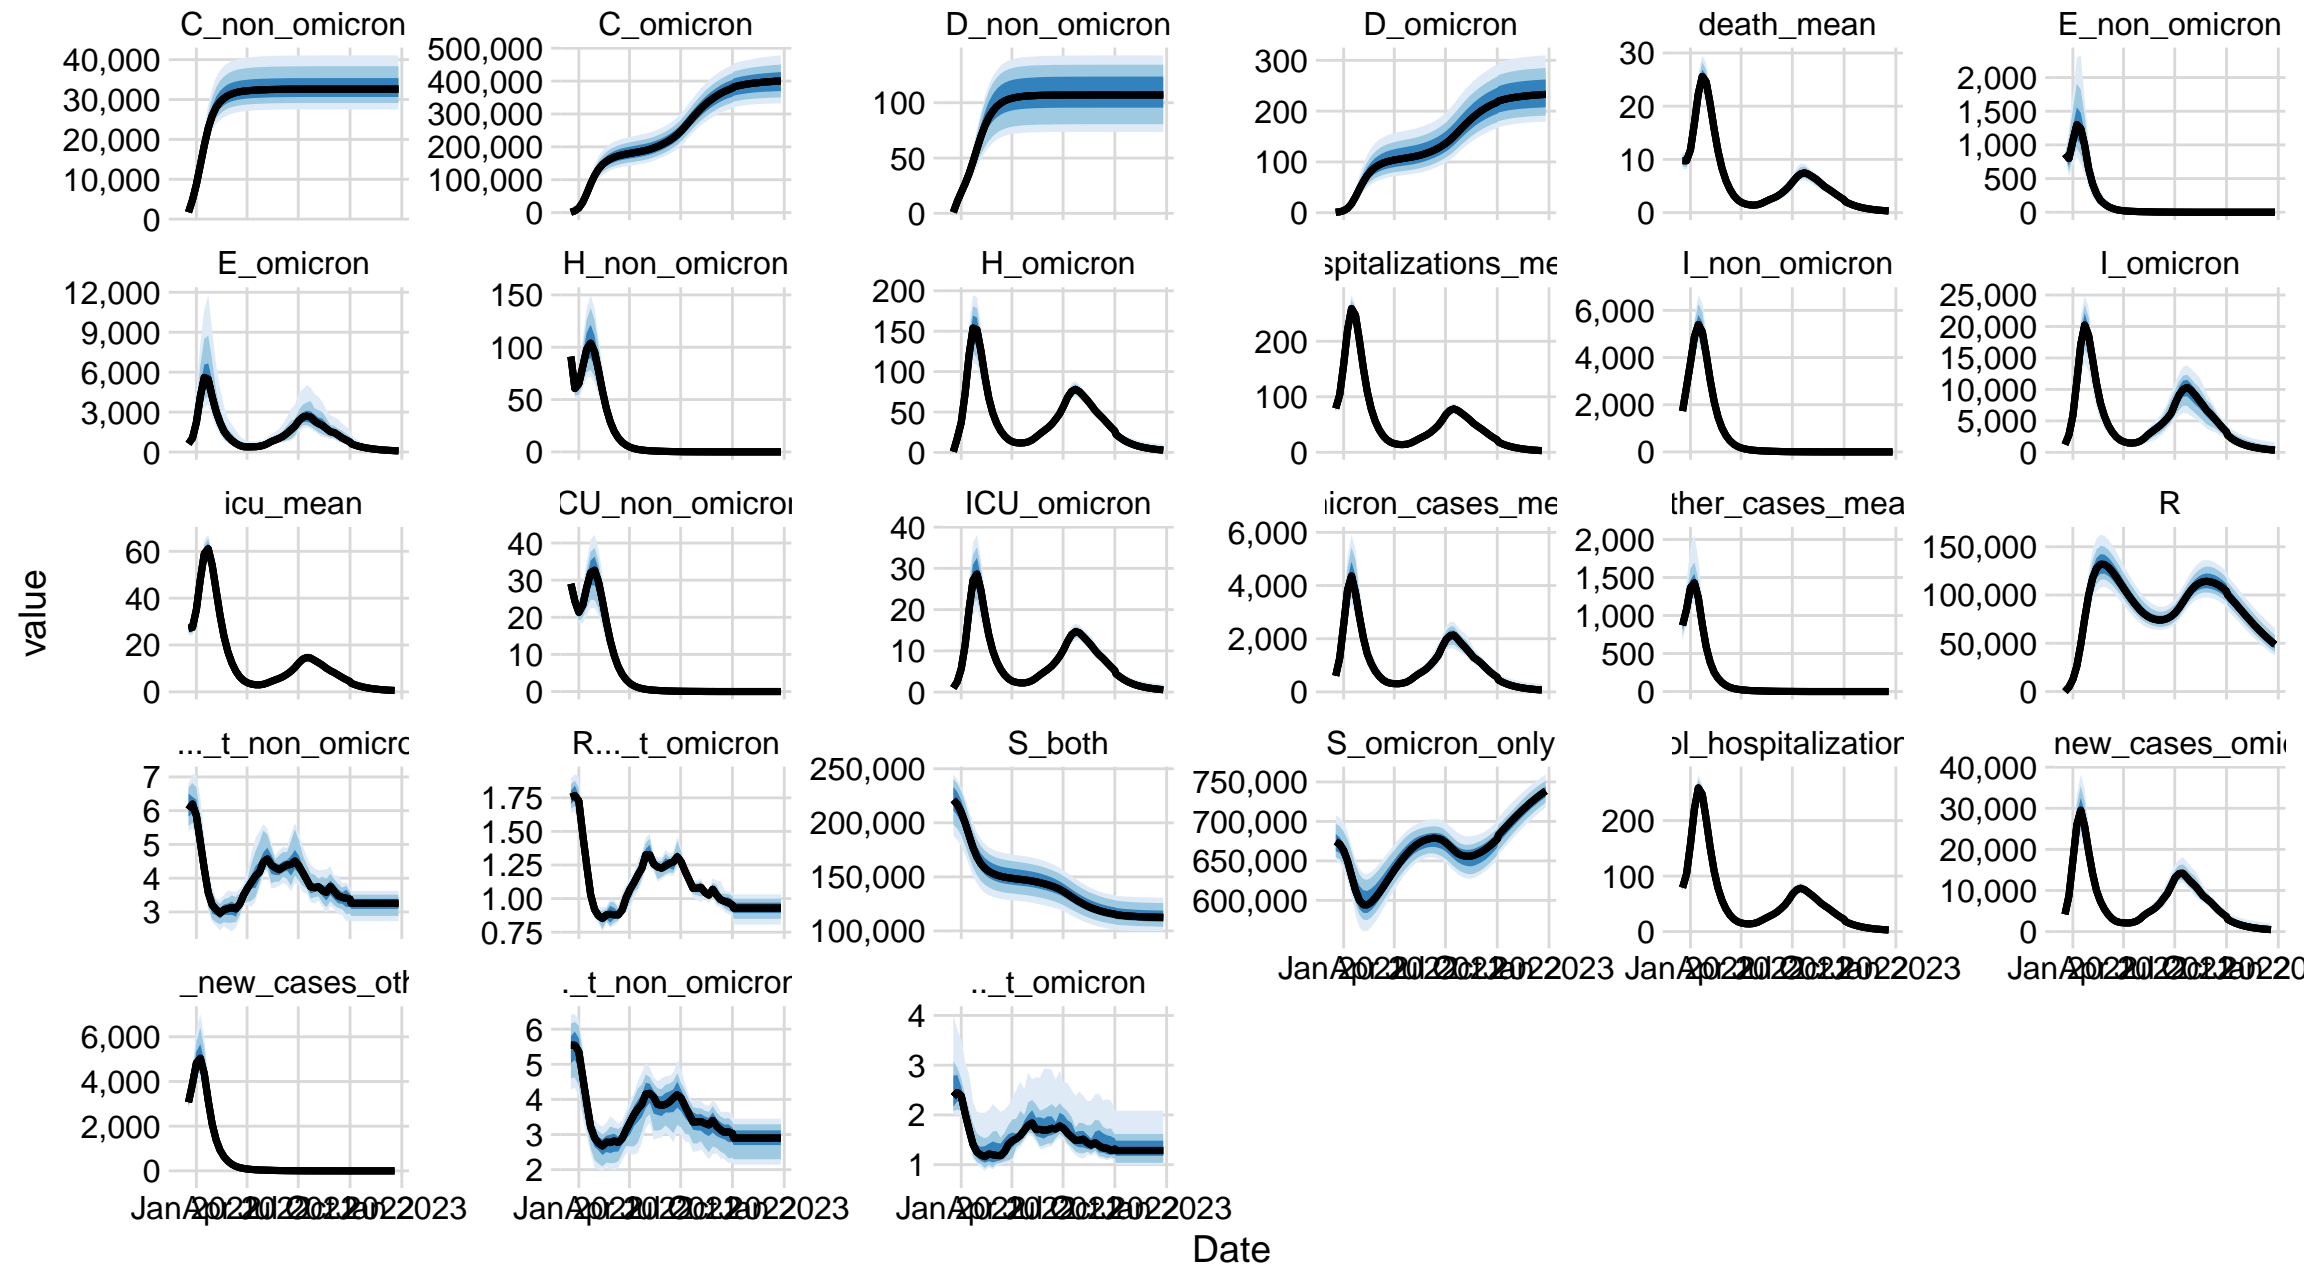 C_non_omicron C_omicron D_non_omicron D_omicron death_mean E_non_omicron
40,000 30,000 20,000 10,000 0
500,000 400,000 300,000 200,000 100,000 0
100 50 0
300 200 100 0
30 20 10 0
2,000 1,500 1,000 500 0
E_omicron H_non_omicron H_omicron spitalizations_me I_non_omicron I_omicron
12,000 9,000 6,000 3,000 0
150 100 50 0
200 150 100 50 0
200 100 0
6,000 4,000 2,000 0
25,000 20,000 15,000 10,000 5,000 0
value
icu_mean CU_non_omicron ICU_omicron icron_cases_me ther_cases_mea R
60 40 20 0
40 30 20 10 0
40 30 20 10 0
6,000 4,000 2,000 0
2,000 1,500 1,000 500 0
150,000 100,000 50,000 0
..._t_non_omicro R..._t_omicron S_both S_omicron_only ol_hospitalization new_cases_omic
7 6 5 4 3
1.75 1.50 1.25 1.00 0.75
250,000 200,000 150,000 100,000
750,000 700,000 650,000 600,000
200 100 0
40,000 30,000 20,000 10,000 0
_new_cases_oth ._t_non_omicron .._t_omicron
6,000 4,000 2,000 0
6 5 4 3 2
4 3 2 1
Date